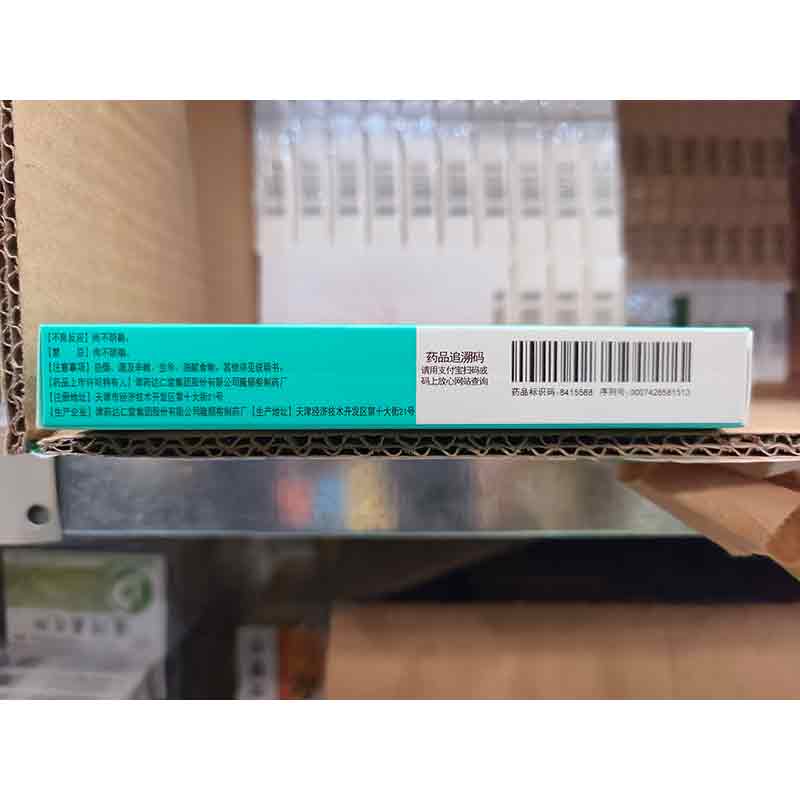 【不良反应】尚不明确。
【禁 忌】尚不明确。
【注意事项】忌烟、酒及辛辣、生冷、油腻食物。其他详见说明书。
【药品上市许可持有人】津药达仁堂集团股份有限公司隆顺榕制药厂
【注册地址】天津市经济技术开发区第十大街21号
【生产企业】津药达仁堂集团股份有限公司隆顺榕制药厂【生产地址】天津经济技术开发区第十大街21号
药品追溯码
请用支付宝扫码或
码上放心网站查询
药品标识码:8415568 序列号:0007426581513